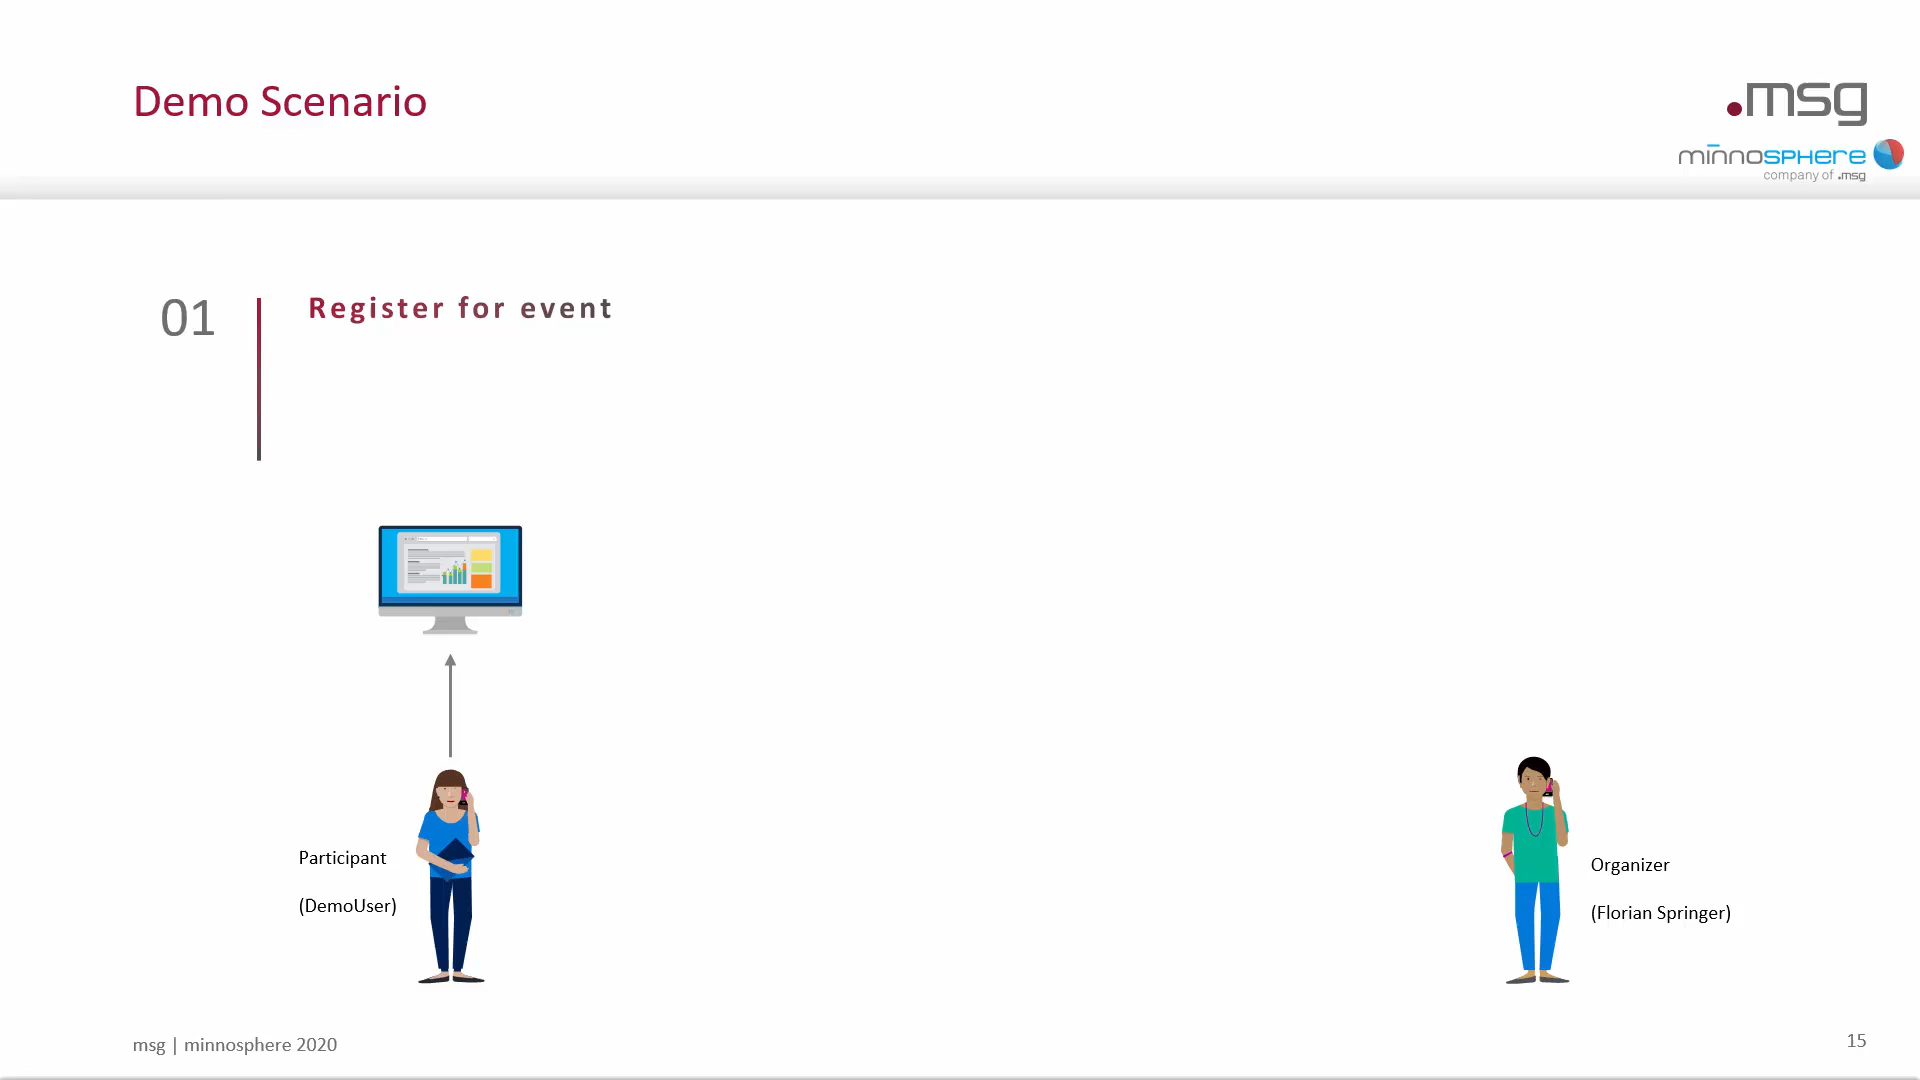 Demo Scenario
.msg
minnosphere
company of .msg
01
Register for event
Participant
(DemoUser)
Organizer
(Florian Springer)
msg | minnosphere 2020
15